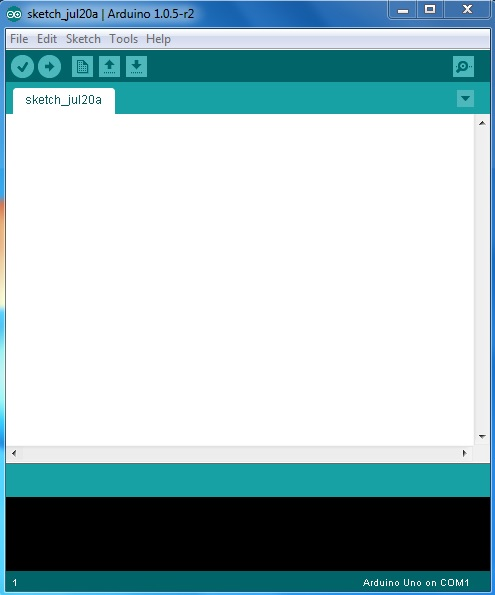 sketch_jul20a | Arduino 1.0.5-r2
File Edit Sketch Tools Help
sketch_jul20a
1 Arduino Uno on COM1